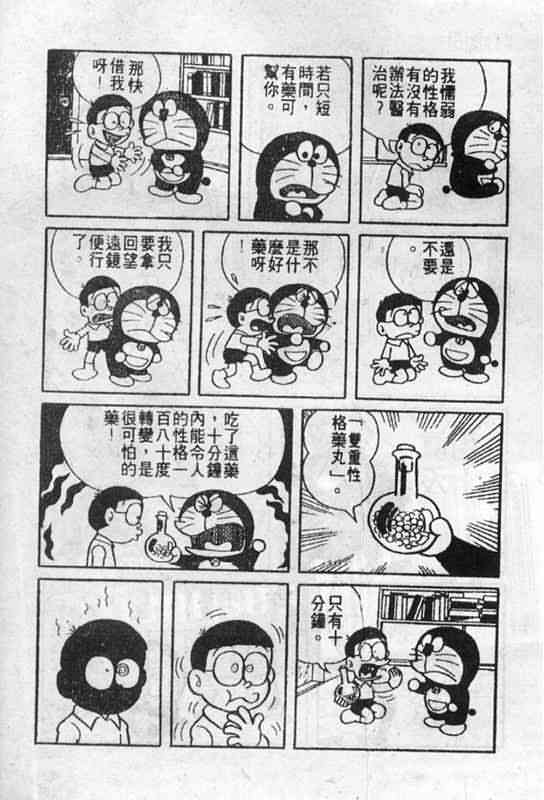 我懦弱
的性格
有沒有
辦法醫
治呢？
若只短
時間，
有藥可
幫你。
那快
借我
呀！
還是
不要
。
那不
是什
麼好
藥呀
！
我只
要拿
回望
遠鏡
便行
了。
「雙重性
格藥丸」。
吃了這藥
，十分鐘
內能令人
的性格一
百八十度
轉變，是
很可怕的
藥！
只有十
分鐘。